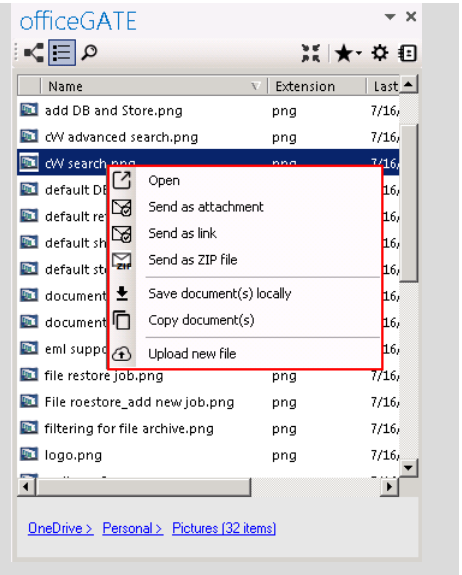 officeGATE
Name Extension Last
add DB and Store.png png 7/16/
cW advanced search.png png 7/16/
cW search.png png 7/16/
Open
default DB 16/
Send as attachment
default re 16/
Send as link
default sh 16/
Send as ZIP file
default sto 16/
Save document(s) locally
document 16/
Copy document(s)
document 16/
Upload new file
eml suppo 16/
file restore job.png png 7/16/
File roestore_add new job.png png 7/16/
filtering for file archive.png png 7/16/
logo.png png 7/16/
OneDrive > Personal > Pictures (32 items)